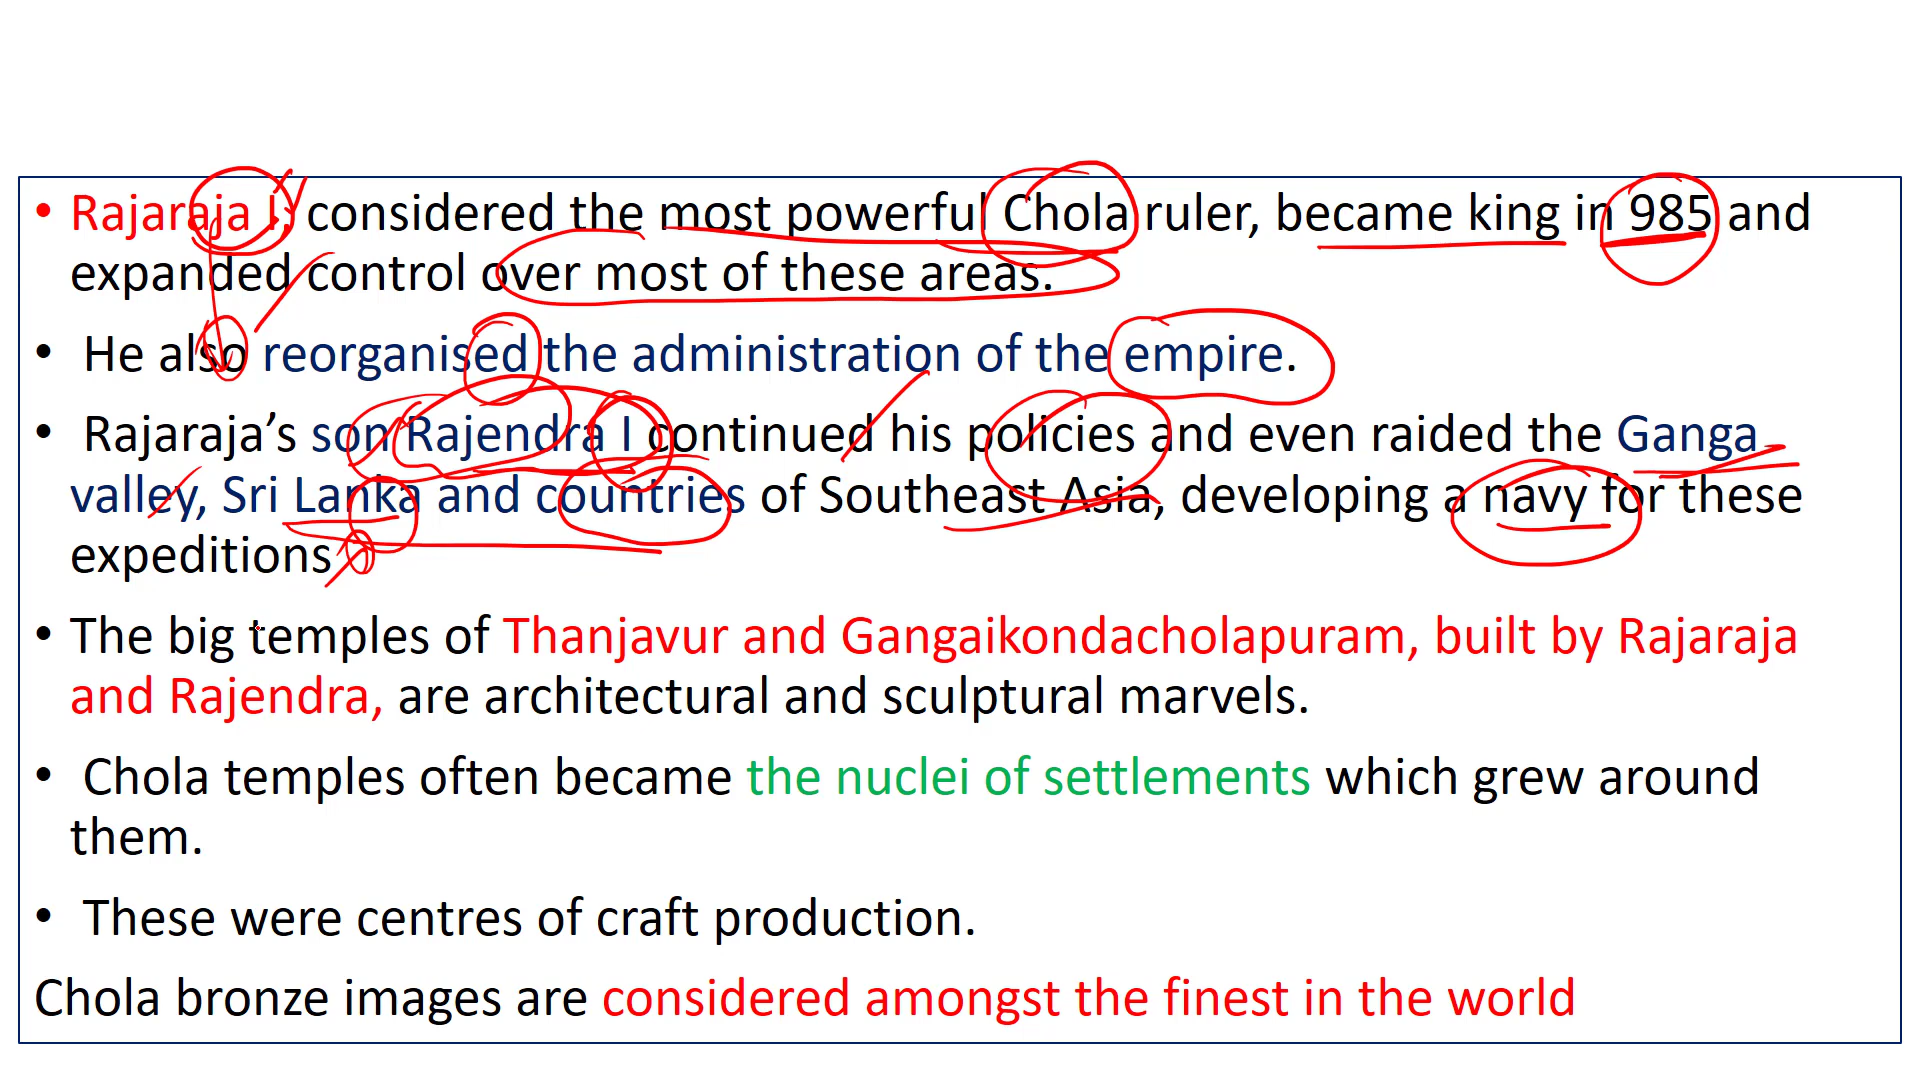 • Rajaraja I, considered the most powerful Chola ruler, became king in 985 and
expanded control over most of these areas.
• He also reorganised the administration of the empire.
• Rajaraja’s son Rajendra I continued his policies and even raided the Ganga
valley, Sri Lanka and countries of Southeast Asia, developing a navy for these
expeditions
• The big temples of Thanjavur and Gangaikondacholapuram, built by Rajaraja
and Rajendra, are architectural and sculptural marvels.
• Chola temples often became the nuclei of settlements which grew around
them.
• These were centres of craft production.
Chola bronze images are considered amongst the finest in the world